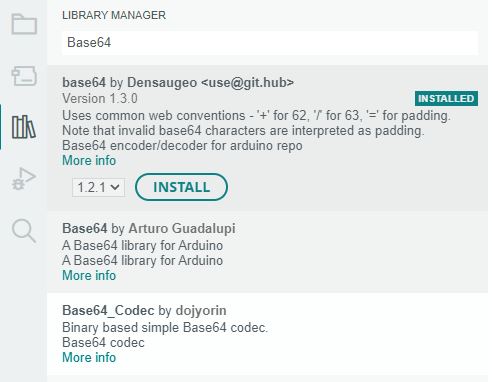 LIBRARY MANAGER
Base64
base64 by Densaugeo <use@git.hub>
Version 1.3.0 INSTALLED
Uses common web conventions - '+' for 62, '/' for 63, '=' for padding.
Note that invalid base64 characters are interpreted as padding.
Base64 encoder/decoder for arduino repo
More info
1.2.1 INSTALL
Base64 by Arturo Guadalupi
A Base64 library for Arduino
A Base64 library for Arduino
More info
Base64_Codec by dojyorin
Binary based simple Base64 codec.
Base64 codec
More info